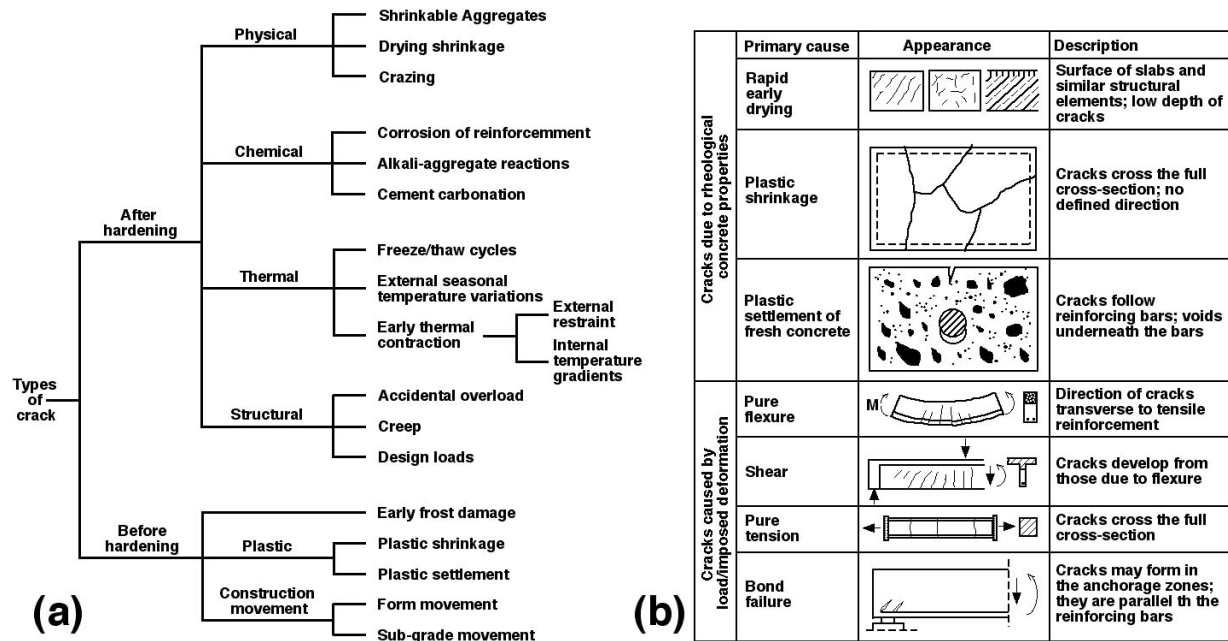 Types
of
crack
After
hardening
Physical
Shrinkable Aggregates
Drying shrinkage
Crazing
Chemical
Corrosion of reinforcemment
Alkali-aggregate reactions
Cement carbonation
Thermal
Freeze/thaw cycles
External seasonal
temperature variations
Early thermal
contraction
External
restraint
Internal
temperature
gradients
Structural
Accidental overload
Creep
Design loads
Before
hardening
Early frost damage
Plastic
Plastic shrinkage
Plastic settlement
Construction
movement
Form movement
Sub-grade movement
(a)
Primary cause
Appearance
Description
Cracks due to rheological
concrete properties
Rapid
early
drying
Surface of slabs and
similar structural
elements; low depth of
cracks
Plastic
shrinkage
Cracks cross the full
cross-section; no
defined direction
Plastic
settlement of
fresh concrete
Cracks follow
reinforcing bars; voids
underneath the bars
Cracks caused by
load/imposed deformation
Pure
flexure
M
Direction of cracks
transverse to tensile
reinforcement
Shear
Cracks develop from
those due to flexure
Pure
tension
Cracks cross the full
cross-section
Bond
failure
Cracks may form in
the anchorage zones;
they are parallel th the
reinforcing bars
(b)